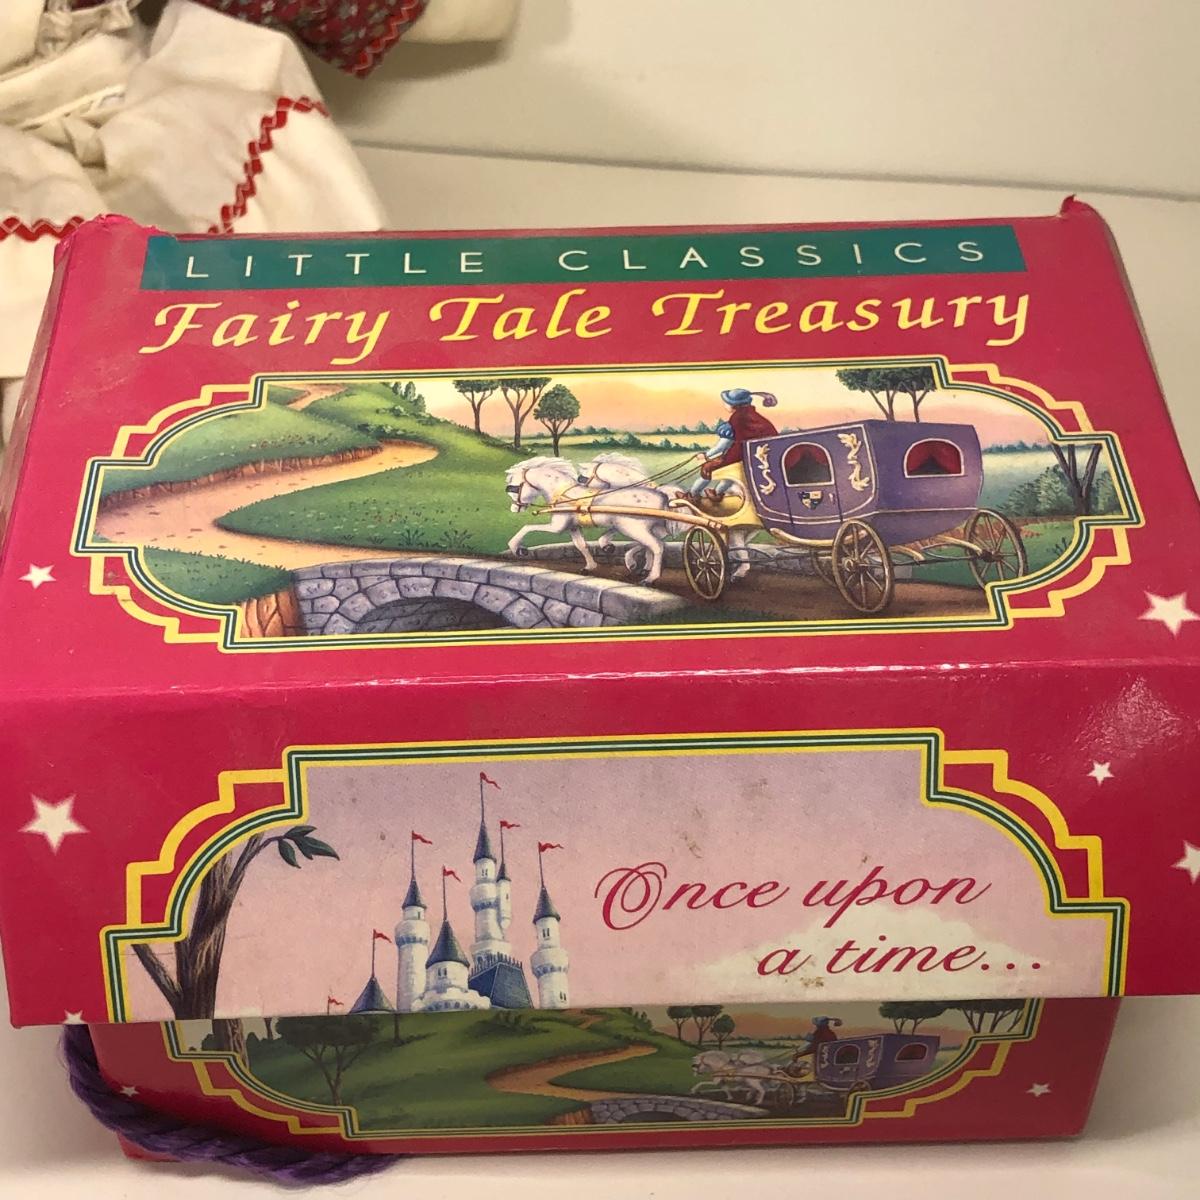 LITTLE CLASSICS
Fairy Tale Treasury
Once upon
a time...